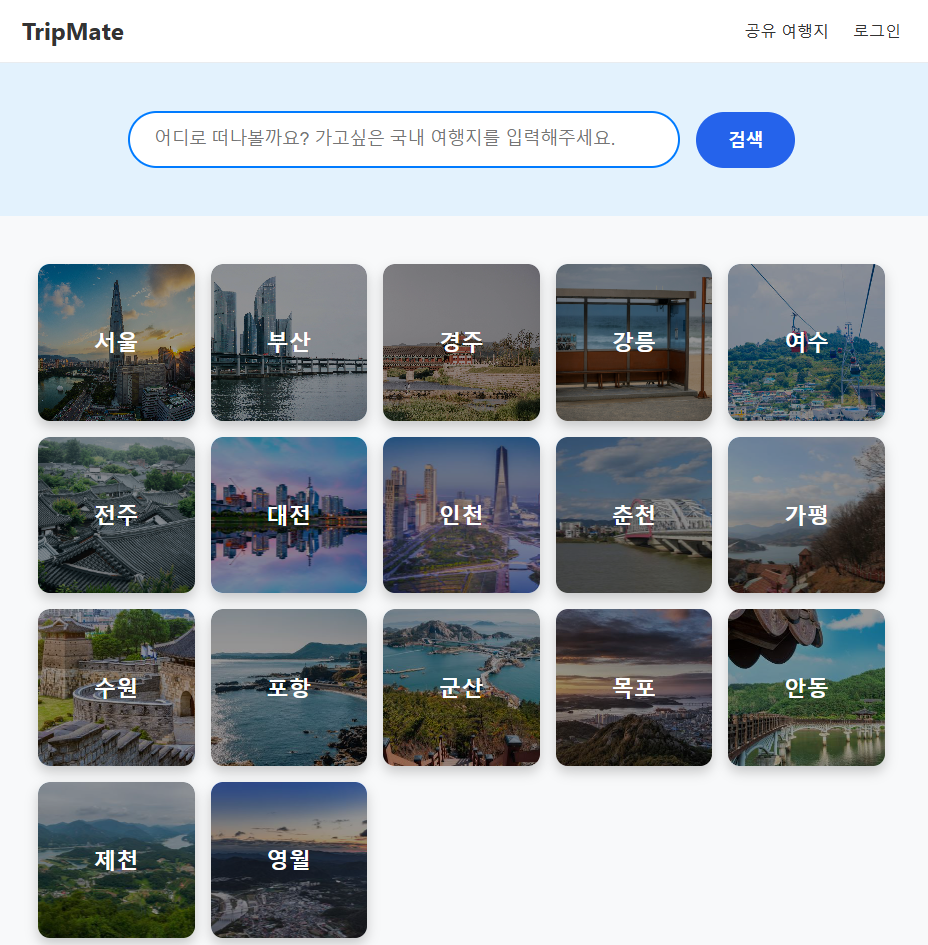 TripMate
공유 여행지 로그인
어디로 떠나볼까요? 가고싶은 국내 여행지를 입력해주세요. 검색
서울 부산 경주 강릉 여수
전주 대전 인천 춘천 가평
수원 포항 군산 목포 안동
제천 영월